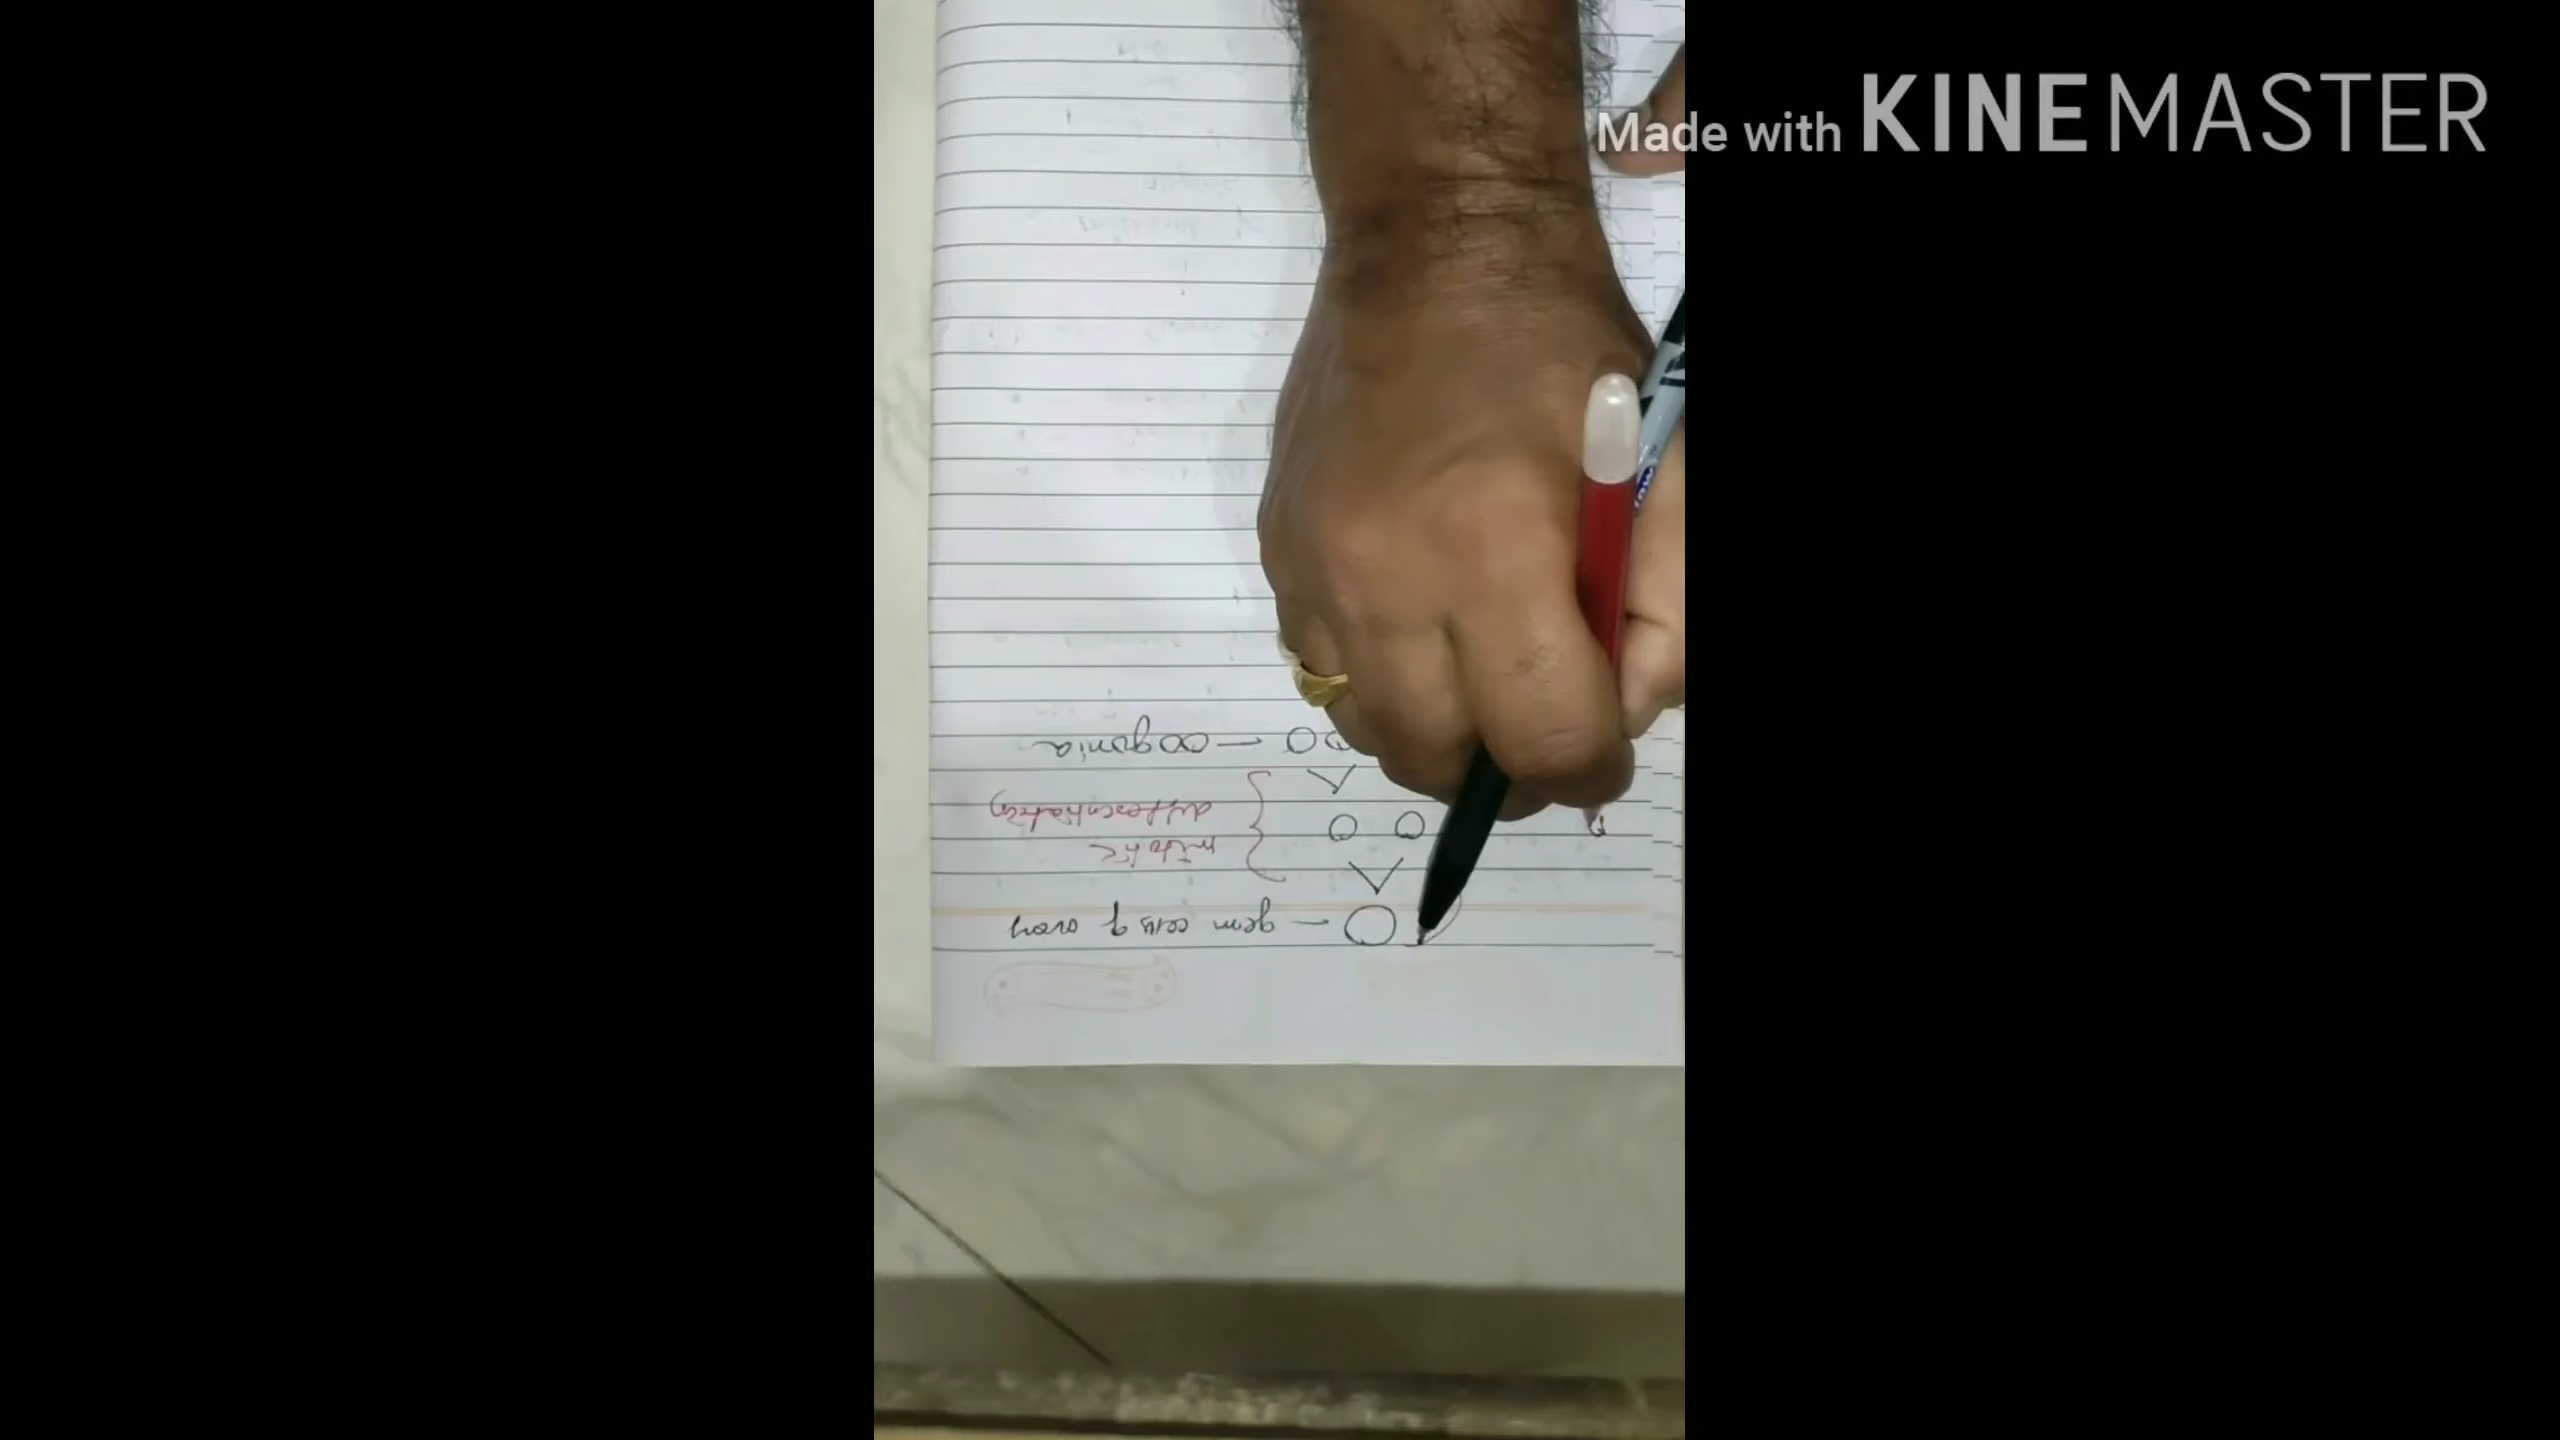 Made with KINEMASTER
germ cells of ovary
mitotic
differentiation
oogonia